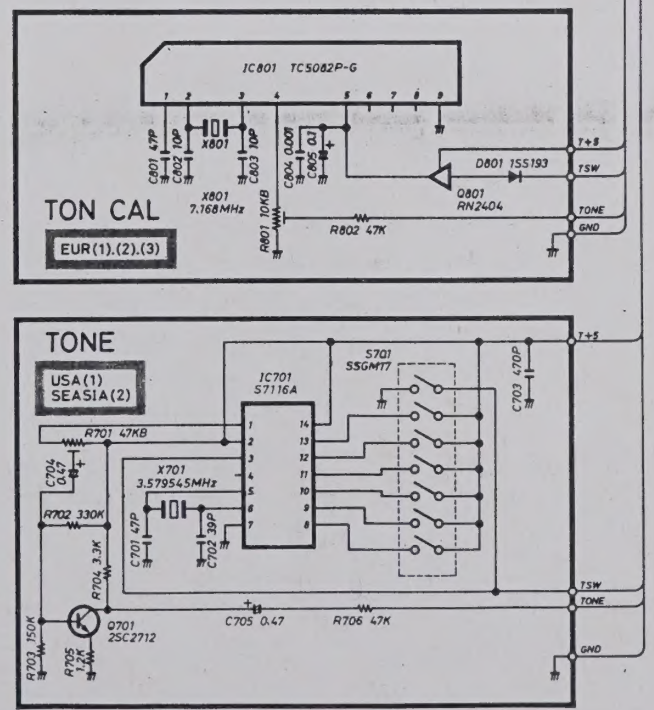 IC801 TC5082P-G
1 2 3 4 5 6 7 8 9
C801 47P
C802 10P
X801
C803 10P
C804 0.001
C805 0.1
+
X801
7.168MHz
R801 10KB
D801 1SS193
Q801
RN2404
R802 47K
T+5
TSW
TONE
GND
TON CAL
EUR(1).(2).(3)
TONE
USA(1)
SEASIA(2)
R701 47KB
C704
0.47
+
R702 330K
R704 3.3K
R703 150K
R705
1.2K
Q701
2SC2712
X701
3.579545MHz
C701 47P
C702 39P
IC701
S7116A
1 14
2 13
3 12
4 11
5 10
6 9
7 8
S701
SSGM17
C703 470P
+
C705 0.47
R706 47K
T+5
TSW
TONE
GND